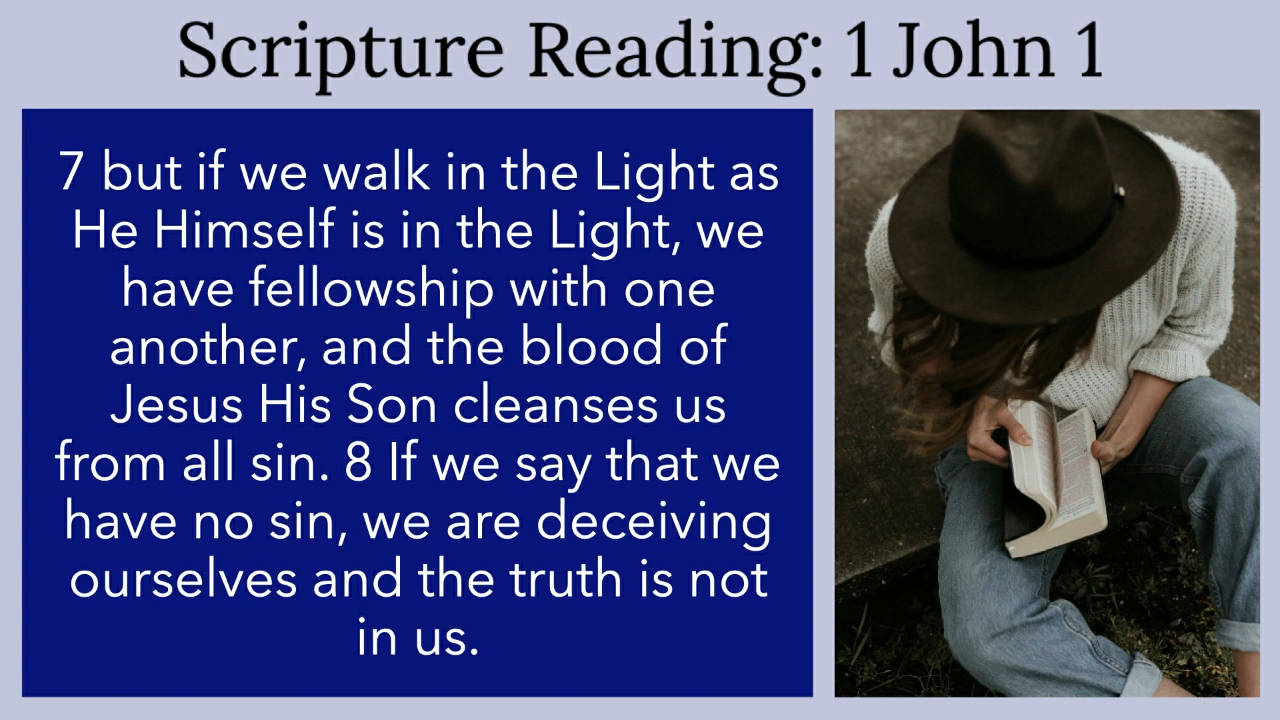 Scripture Reading: 1 John 1
7 but if we walk in the Light as
He Himself is in the Light, we
have fellowship with one
another, and the blood of
Jesus His Son cleanses us
from all sin. 8 If we say that we
have no sin, we are deceiving
ourselves and the truth is not
in us.